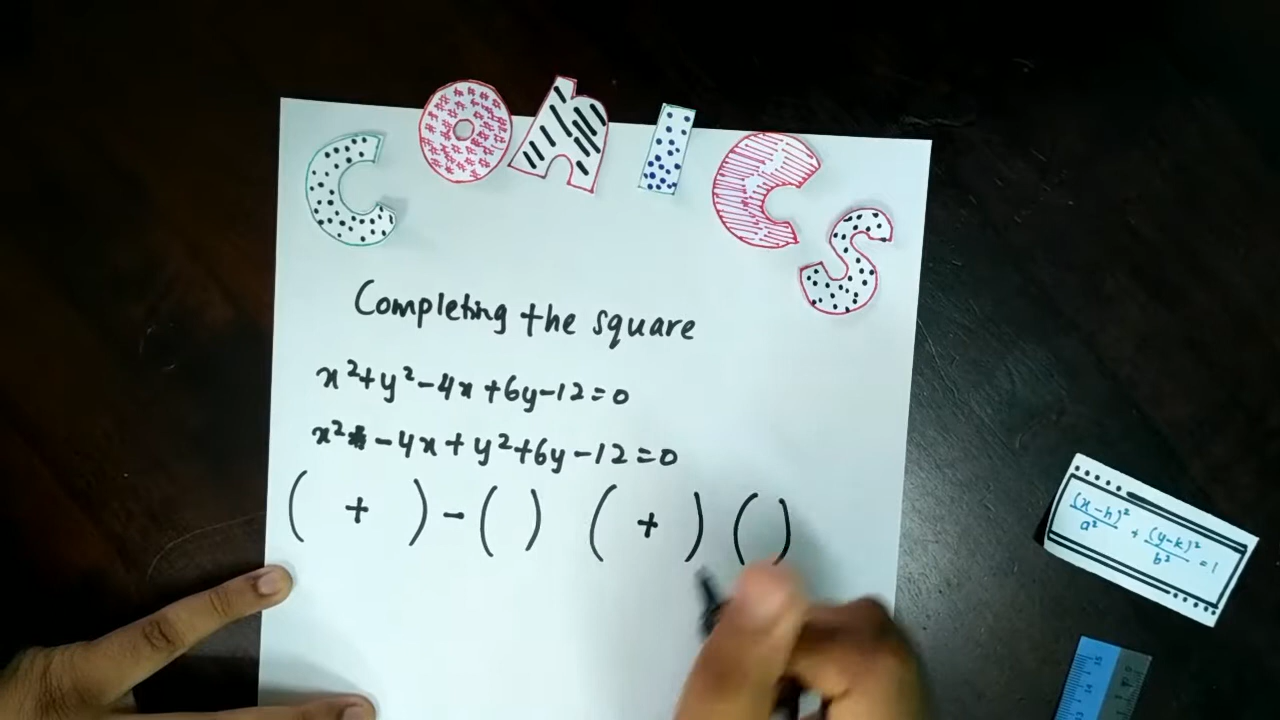 CONICS
Completing the square
x²+y²-4x+6y-12=0
x² -4x+y²+6y-12=0
( + )-( ) ( + ) ( )
(x-h)²/a² + (y-k)²/b² =1